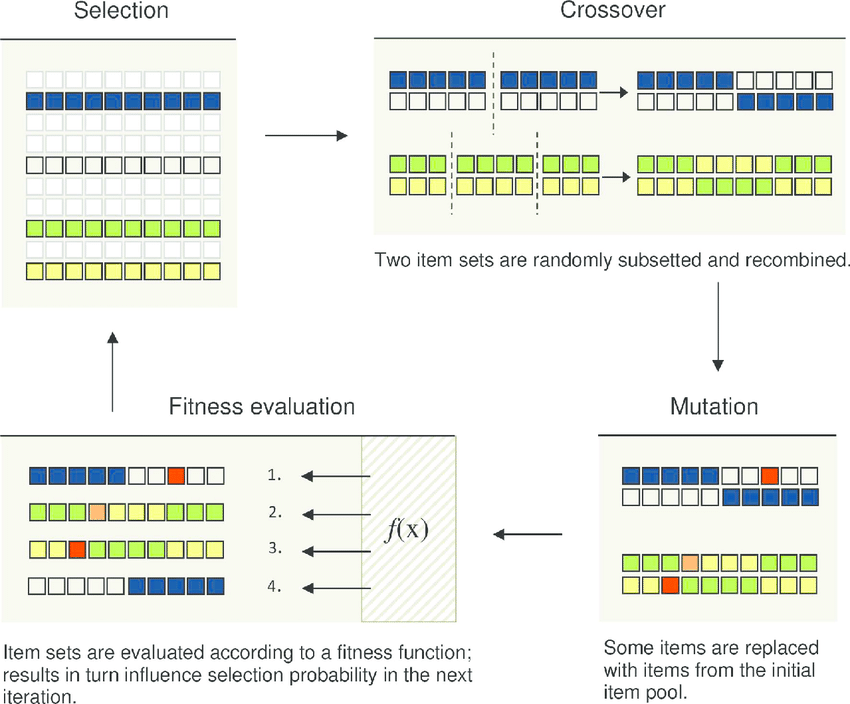 Selection
Crossover
Two item sets are randomly subsetted and recombined.
Fitness evaluation
Mutation
1.
2.
3.
4.
f(x)
Item sets are evaluated according to a fitness function;
results in turn influence selection probability in the next
iteration.
Some items are replaced
with items from the initial
item pool.